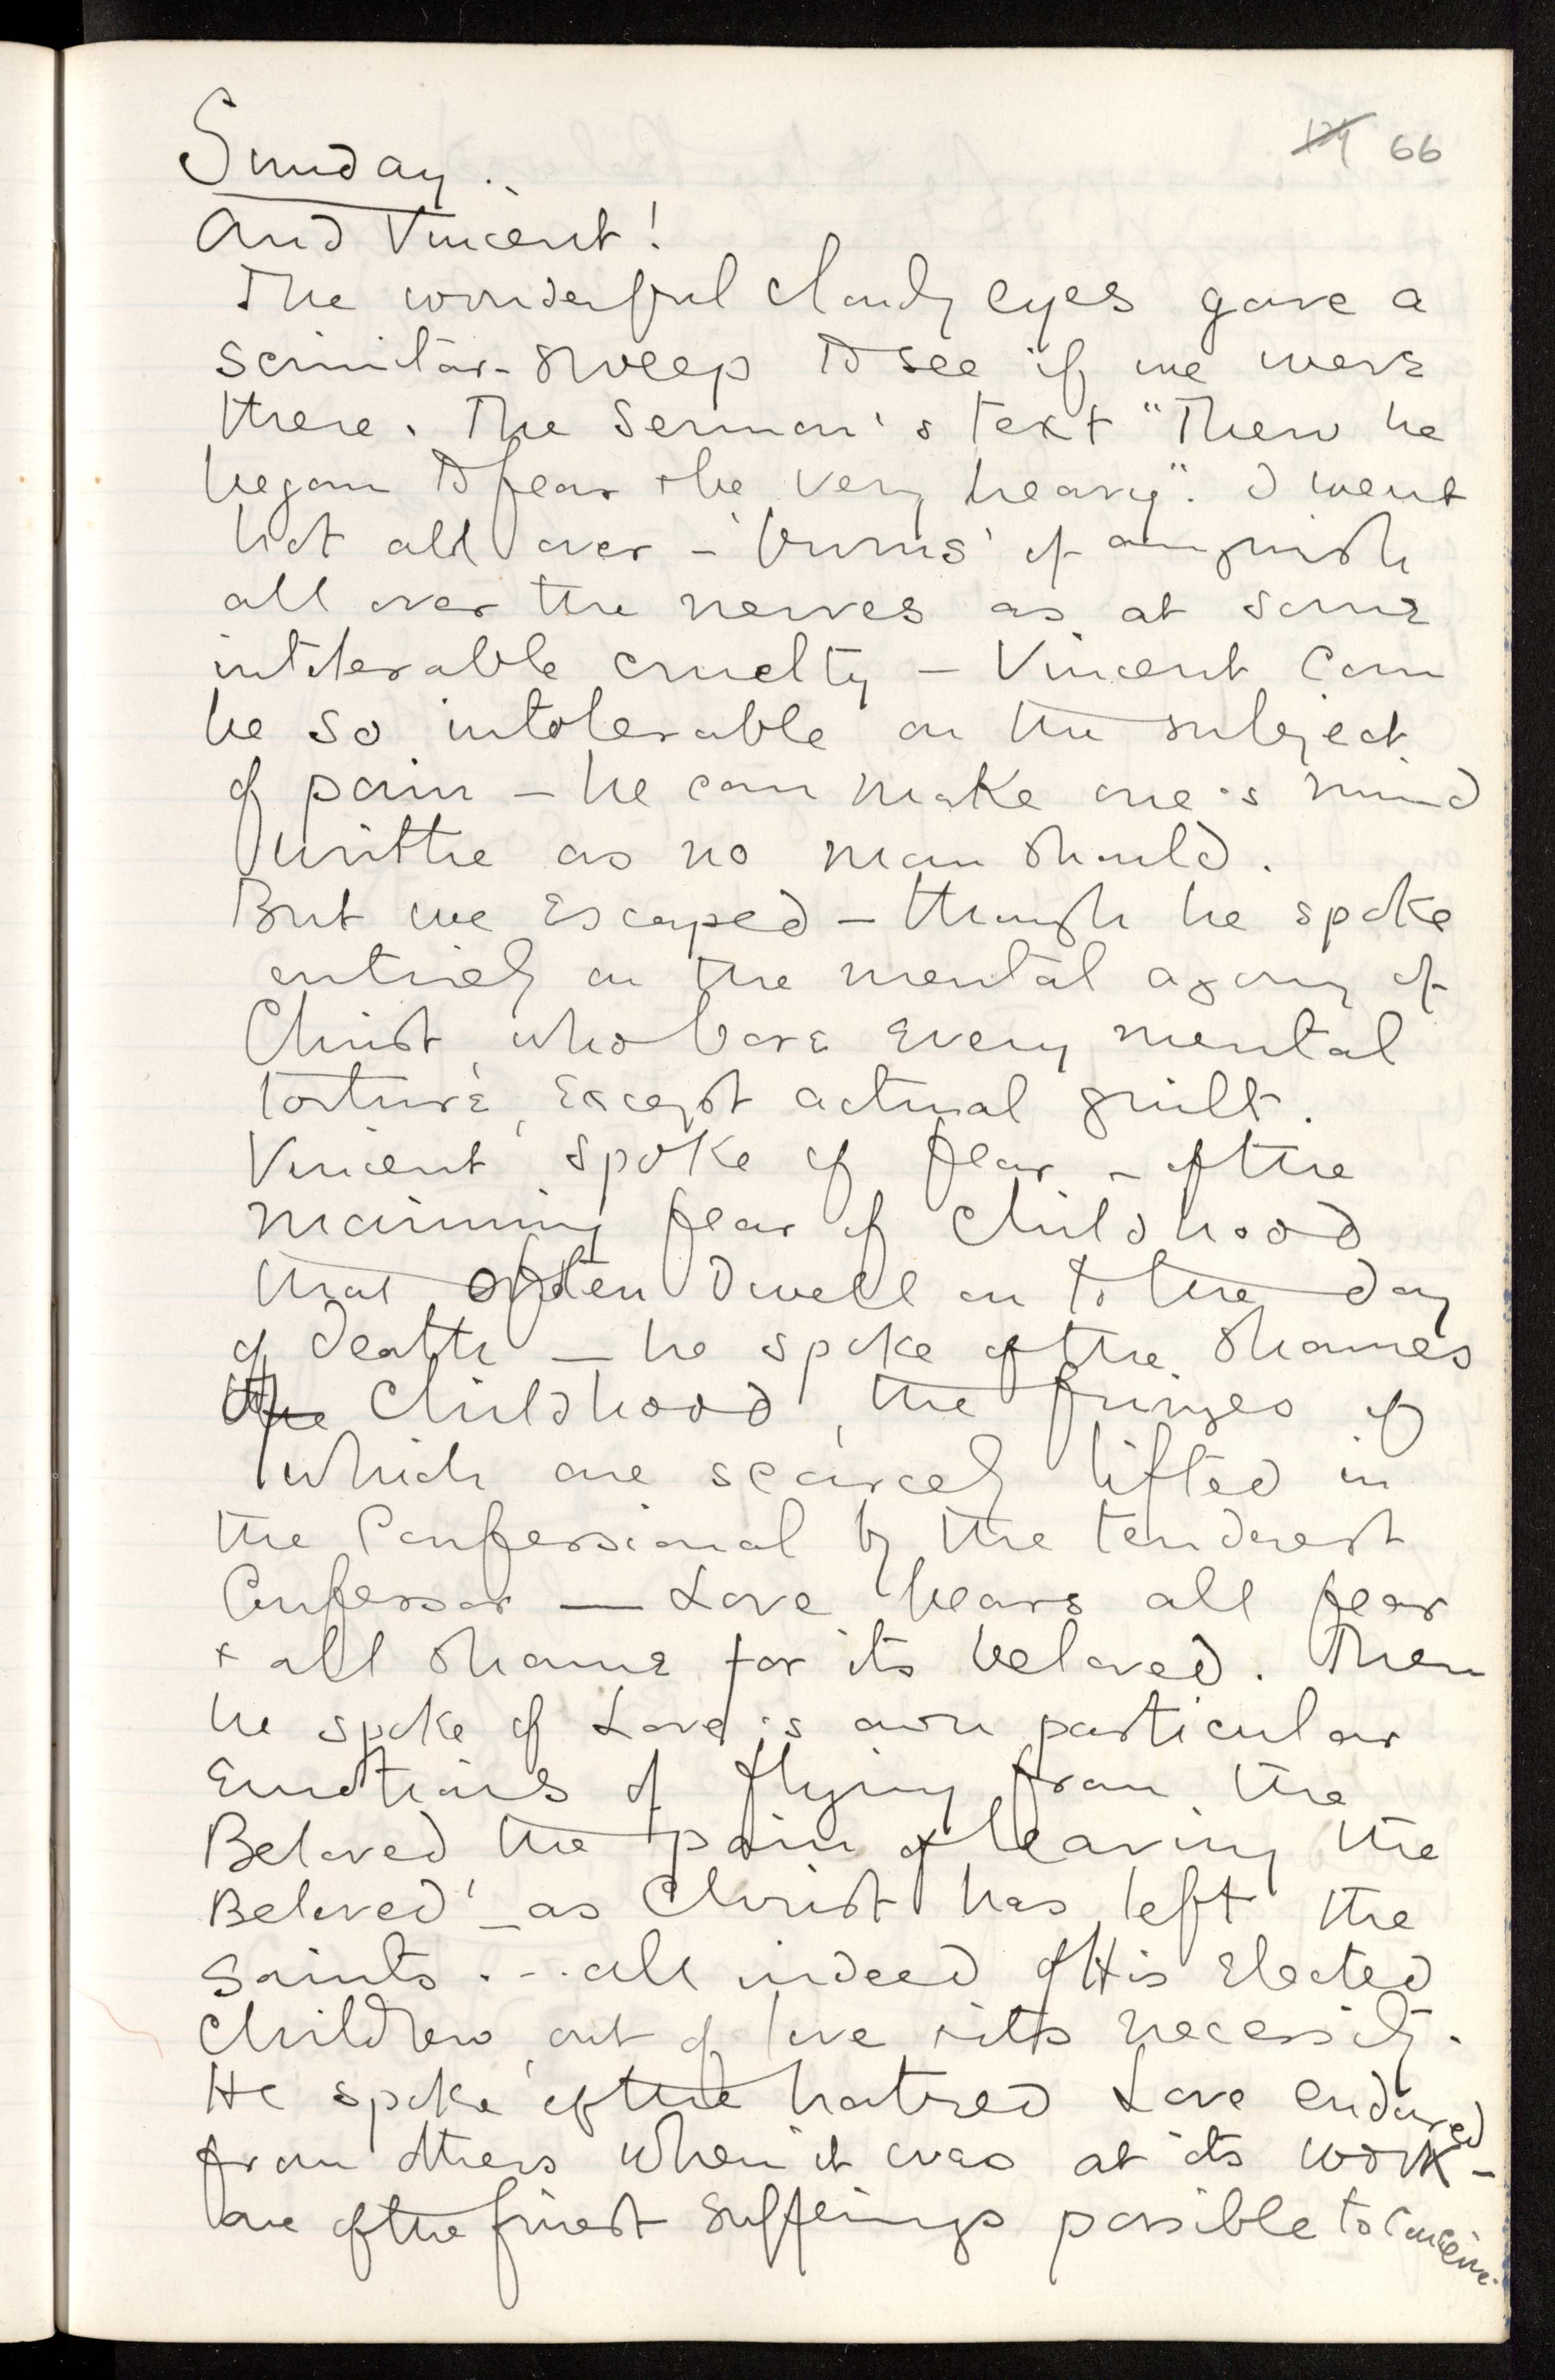 124 66
Sunday.
And Vincent!
The wonderful cloudy eyes gave a
scimitar-sweep to see if we were
there. The Sermon's text "Then he
began to fear & be very heavy". I went
hot all over – 'burns' of anguish
all over the nerves as at some
intolerable cruelty – Vincent can
be so intolerable on the subject
of pain – he can make one's mind
writhe as no man should.
But we escaped – though he spoke
entirely on the mental agony of
Christ, who bore every mental
torture, except actual guilt.
Vincent spoke of fear – of the
maiming fear of childhood
that often dwell on to the day
of death – he spoke of the shames
the childhood, the fringes of
which are scarcely lifted in
the Confessional by the tenderest
Confessor — Love bears all fear
& all shame for its beloved. Then
he spoke of Love's own particular
Emotions of flying from the
Beloved the 'pain of leaving the
Beloved' – as Christ has left the
Saints . . . all indeed of His Elected
Children, out of love & its necessity.
He spoke of the hatred Love endured
from others when it was at its work –
one of the finest sufferings possible to conceive.